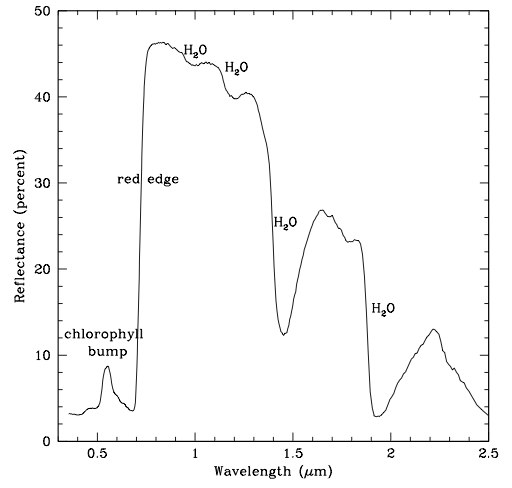 50
40
30
20
10
0
Reflectance (percent)
H₂O
H₂O
red edge
H₂O
H₂O
chlorophyll
bump
0.5
1
1.5
2
2.5
Wavelength (μm)